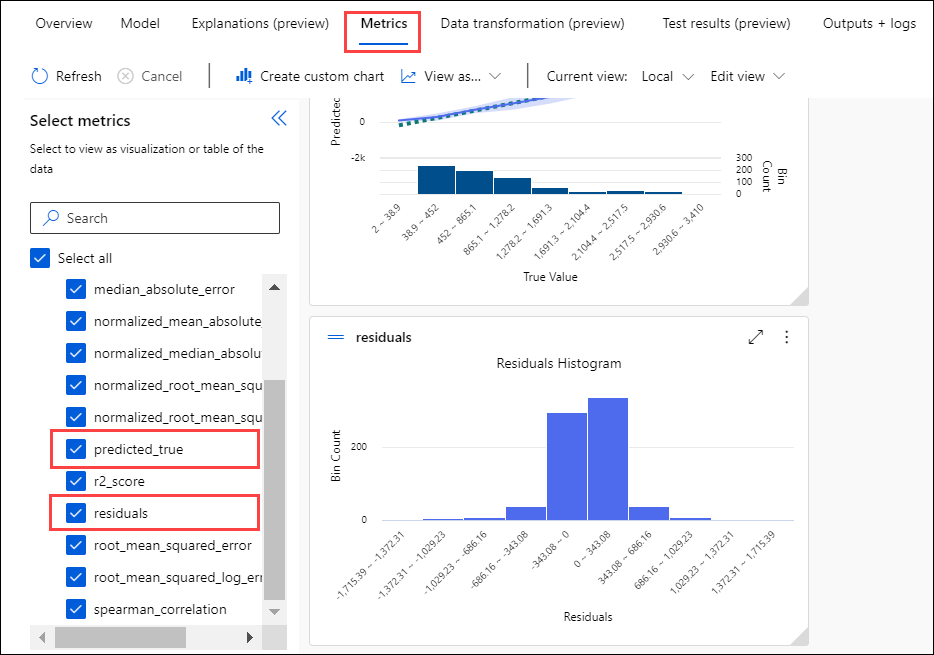 Overview Model Explanations (preview) Metrics Data transformation (preview) Test results (preview) Outputs + logs
Refresh Cancel Create custom chart View as... Current view: Local Edit view
Select metrics
Select to view as visualization or table of the
data
Search
Select all
median_absolute_error
normalized_mean_absolute_
normalized_median_absolu
normalized_root_mean_squ
normalized_root_mean_squ
predicted_true
r2_score
residuals
root_mean_squared_error
root_mean_squared_log_err
spearman_correlation
Predicted
0
-2k
300
200
100
0
Bin
Count
2 ~ 38.9
38.9 ~ 452
452 ~ 865.1
865.1 ~ 1,278.2
1,278.2 ~ 1,691.3
1,691.3 ~ 2,104.4
2,104.4 ~ 2,517.5
2,517.5 ~ 2,930.6
2,930.6 ~ 3,410
True Value
residuals
Residuals Histogram
Bin Count
200
0
-1,715.39 ~ -1,372.31
-1,372.31 ~ -1,029.23
-1,029.23 ~ -686.16
-686.16 ~ -343.08
-343.08 ~ 0
0 ~ 343.08
343.08 ~ 686.16
686.16 ~ 1,029.23
1,029.23 ~ 1,372.31
1,372.31 ~ 1,715.39
Residuals